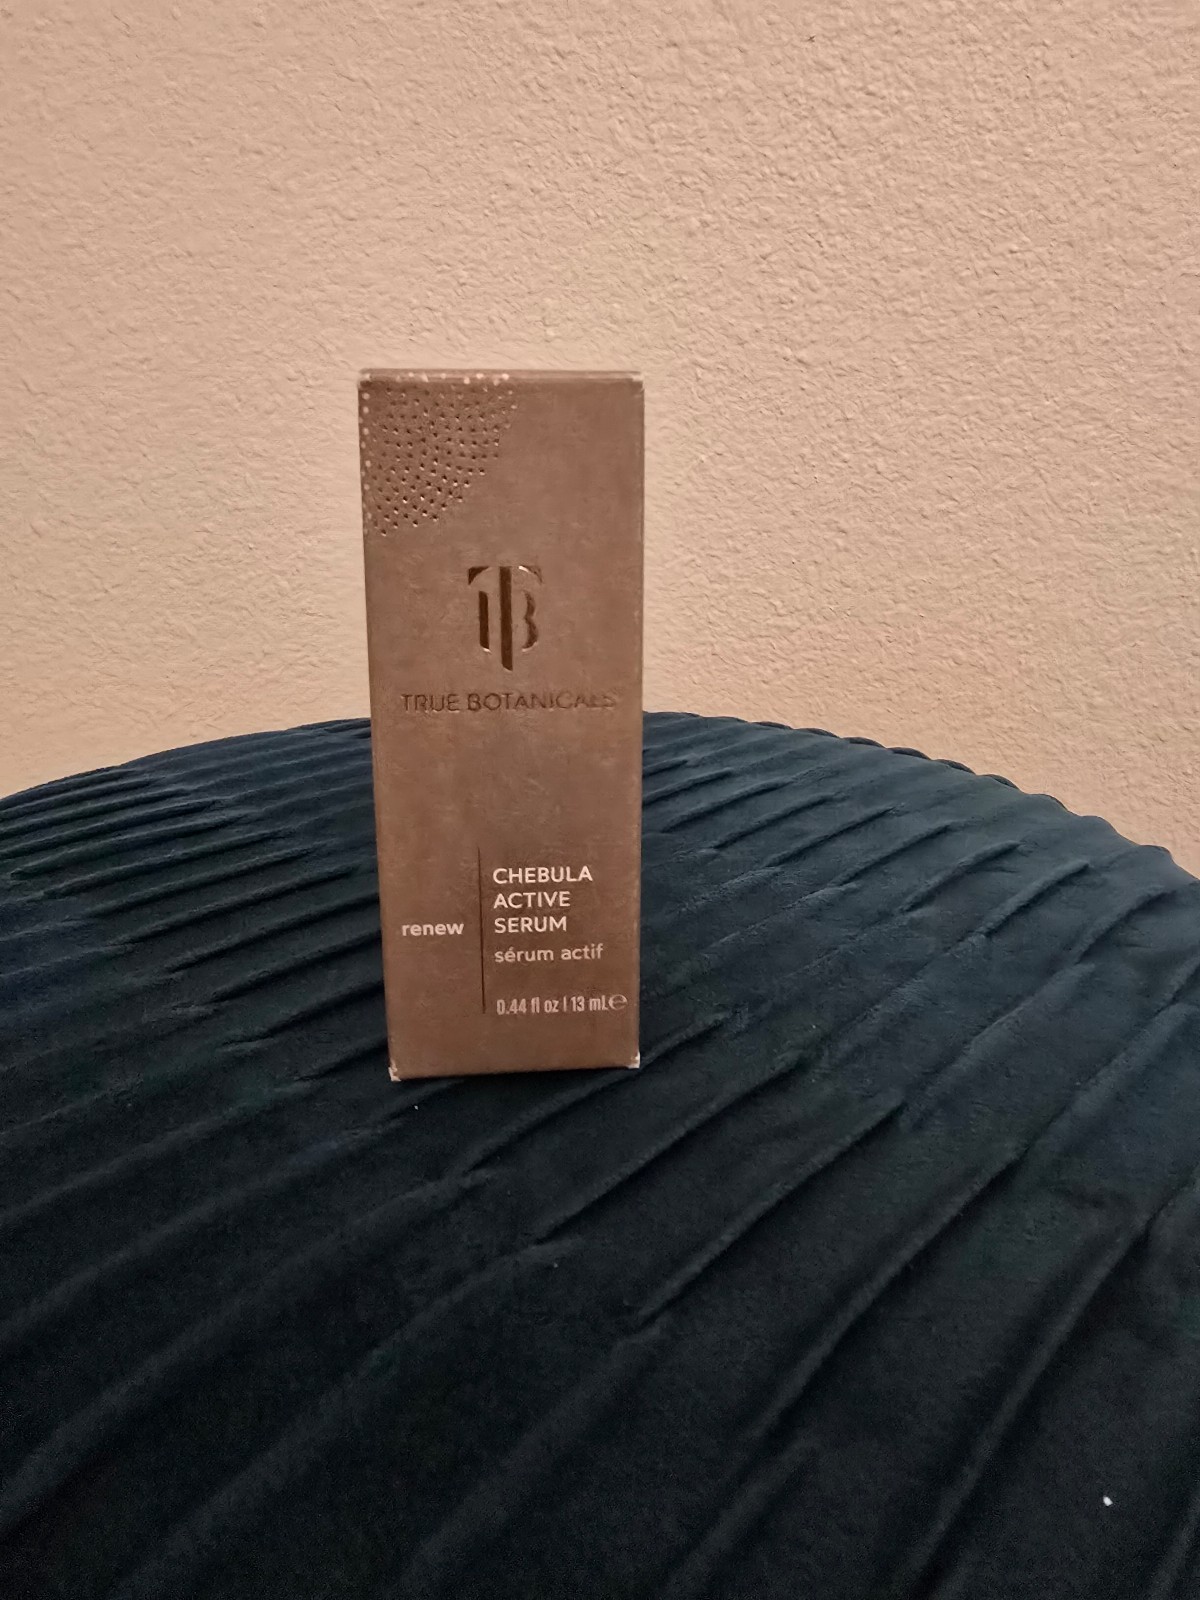 TB
TRUE BOTANICALS
renew
CHEBULA
ACTIVE
SERUM
sérum actif
0.44 fl oz | 13 mL ℮